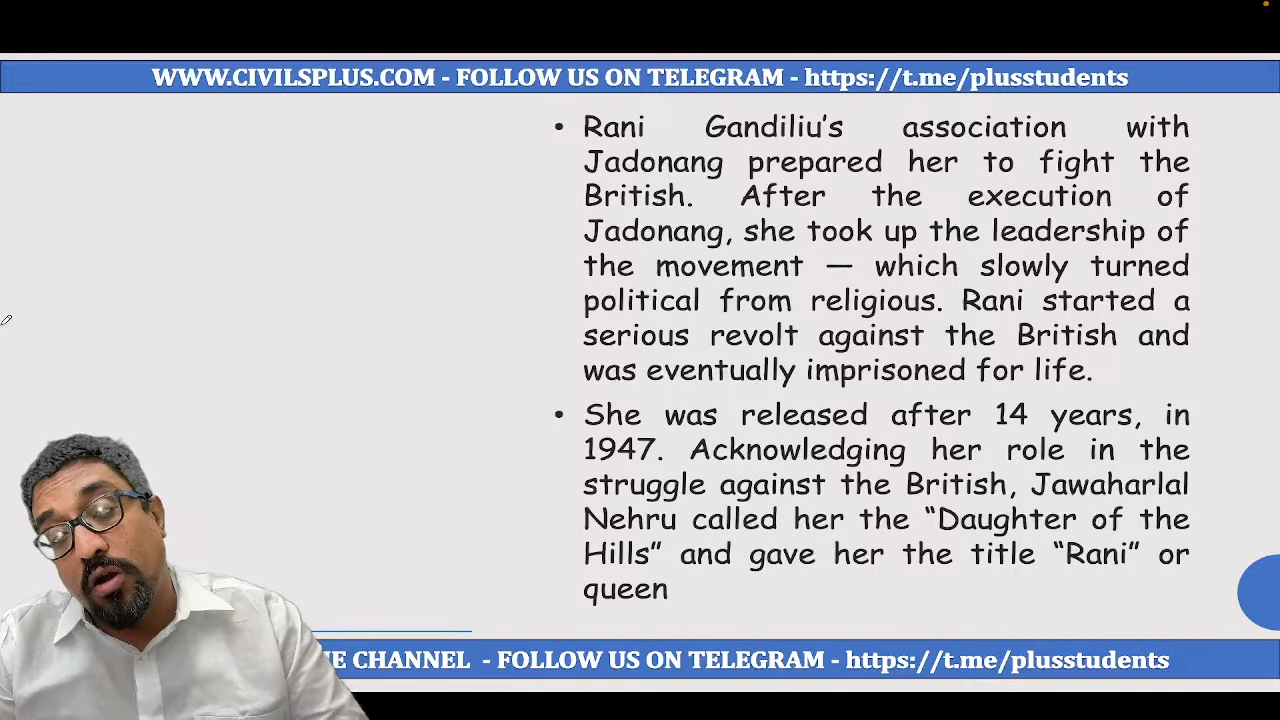 WWW.CIVILSPLUS.COM - FOLLOW US ON TELEGRAM - https://t.me/plusstudents
• Rani Gandiliu’s association with
Jadonang prepared her to fight the
British. After the execution of
Jadonang, she took up the leadership of
the movement — which slowly turned
political from religious. Rani started a
serious revolt against the British and
was eventually imprisoned for life.
• She was released after 14 years, in
1947. Acknowledging her role in the
struggle against the British, Jawaharlal
Nehru called her the “Daughter of the
Hills” and gave her the title “Rani” or
queen
CHANNEL - FOLLOW US ON TELEGRAM - https://t.me/plusstudents